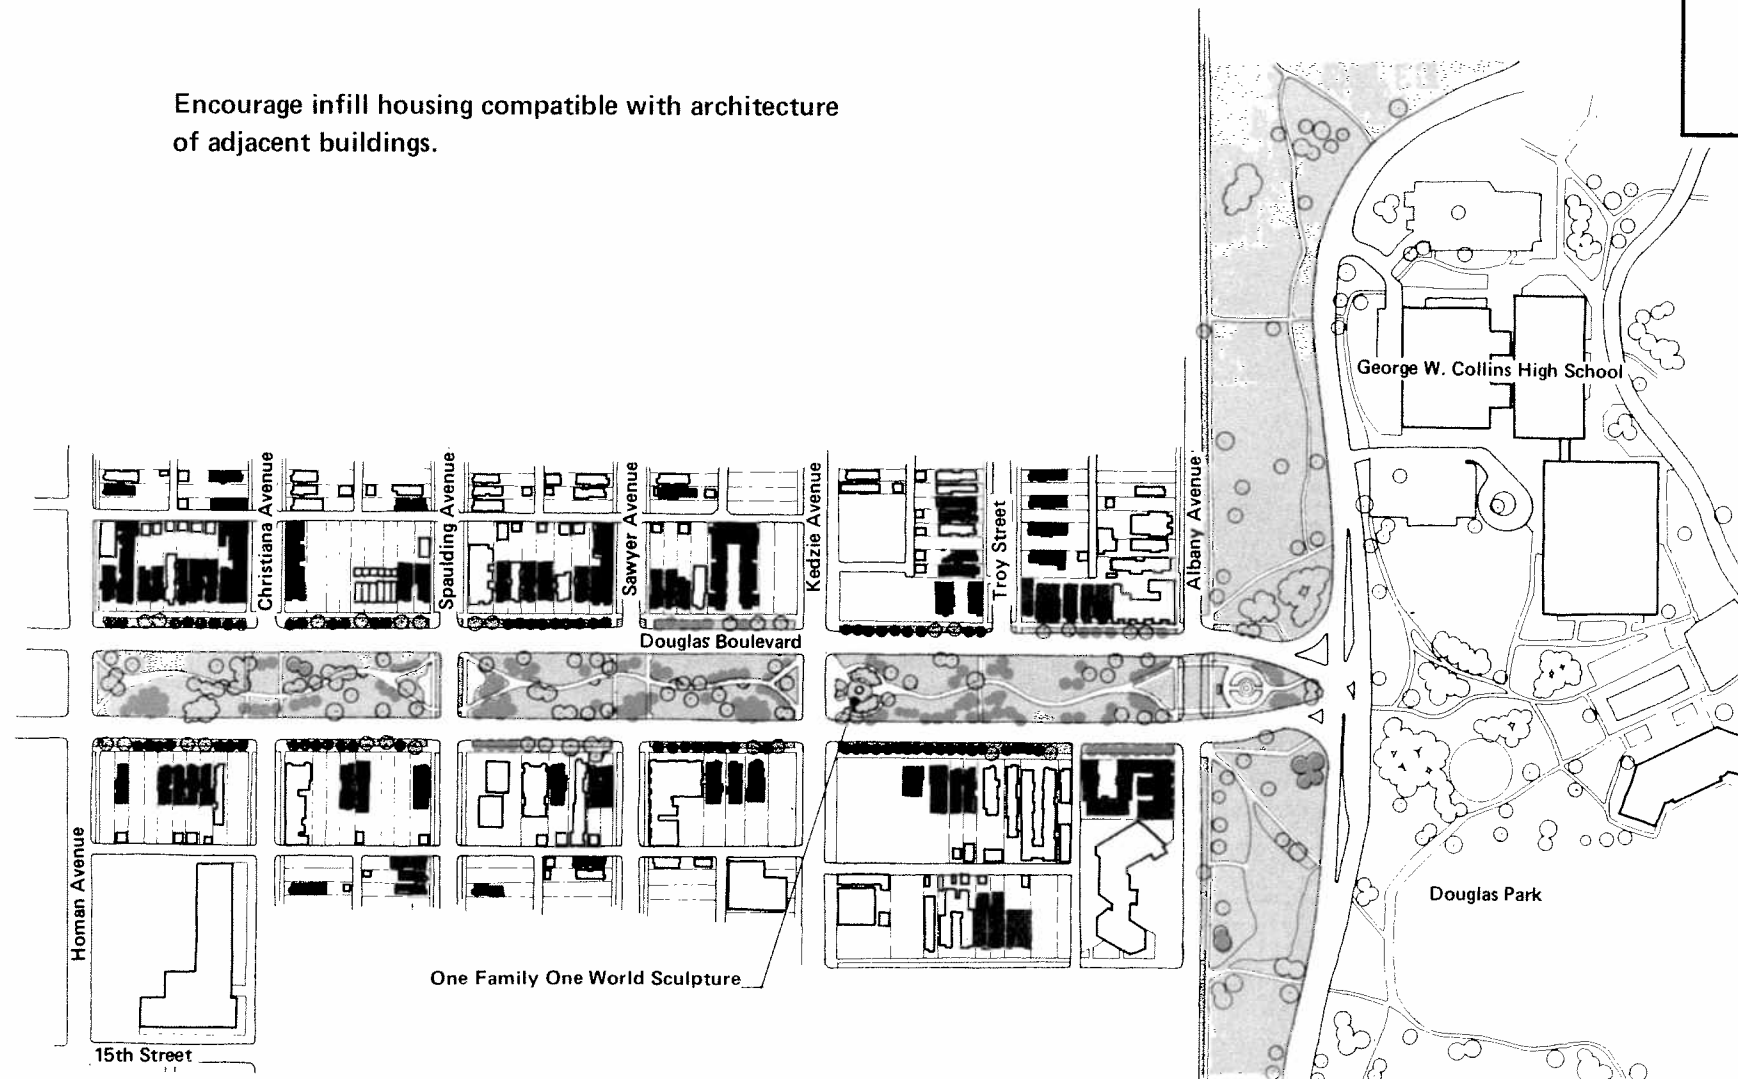 Encourage infill housing compatible with architecture
of adjacent buildings.
George W. Collins High School
Christiana Avenue
Spaulding Avenue
Sawyer Avenue
Kedzie Avenue
Troy Street
Albany Avenue
Douglas Boulevard
Homan Avenue
Douglas Park
One Family One World Sculpture
15th Street